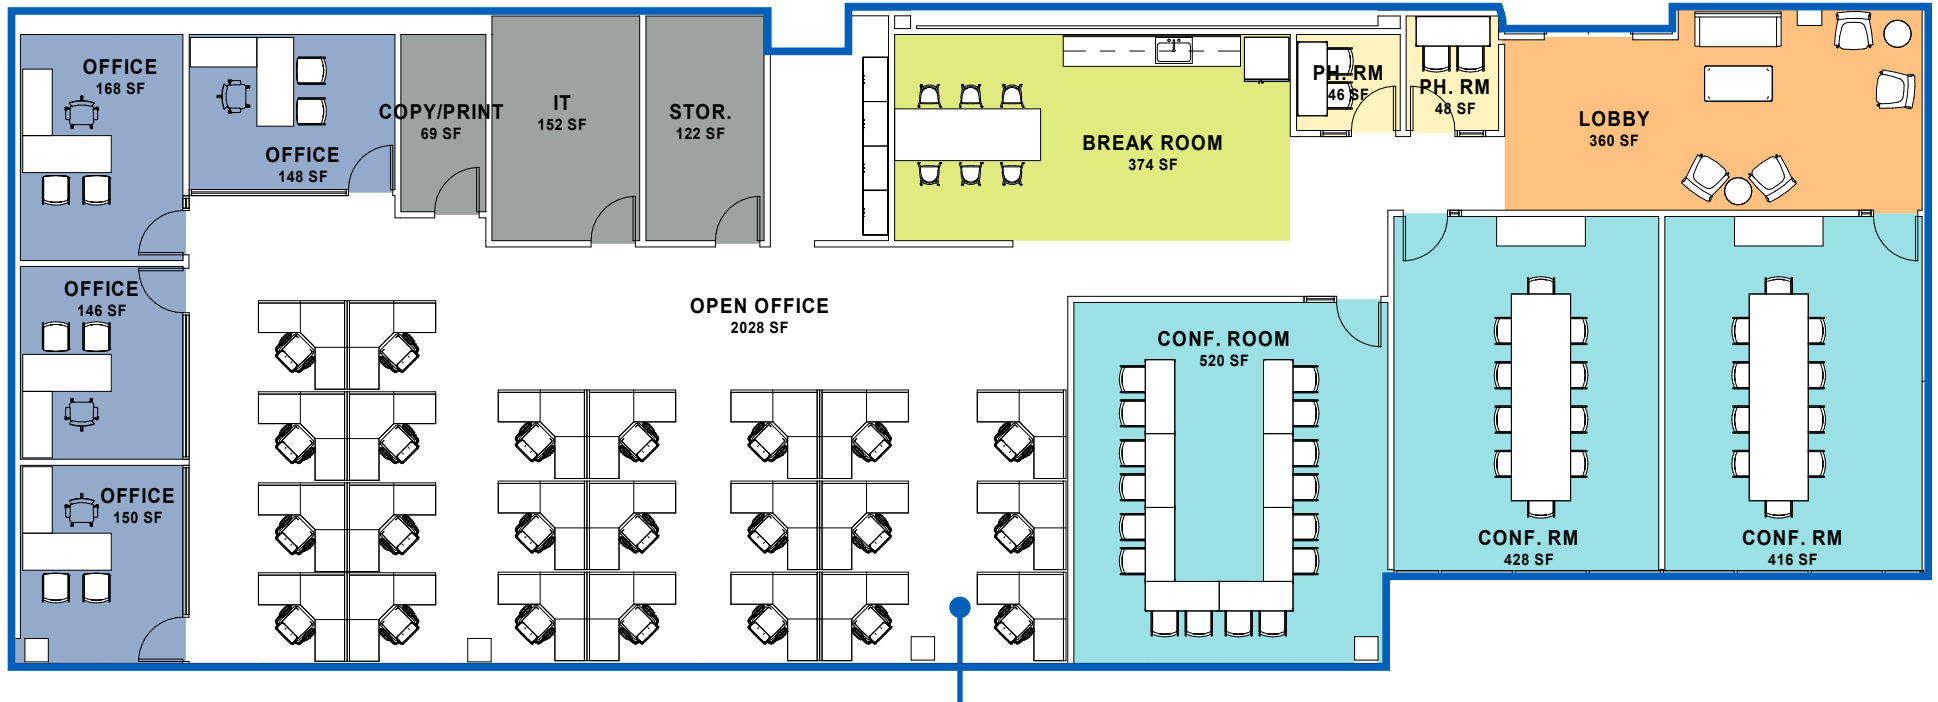 OFFICE
168 SF
OFFICE
148 SF
COPY/PRINT
69 SF
IT
152 SF
STOR.
122 SF
BREAK ROOM
374 SF
PH. RM
46 SF
PH. RM
48 SF
LOBBY
360 SF
OFFICE
146 SF
OPEN OFFICE
2028 SF
CONF. ROOM
520 SF
OFFICE
150 SF
CONF. RM
428 SF
CONF. RM
416 SF